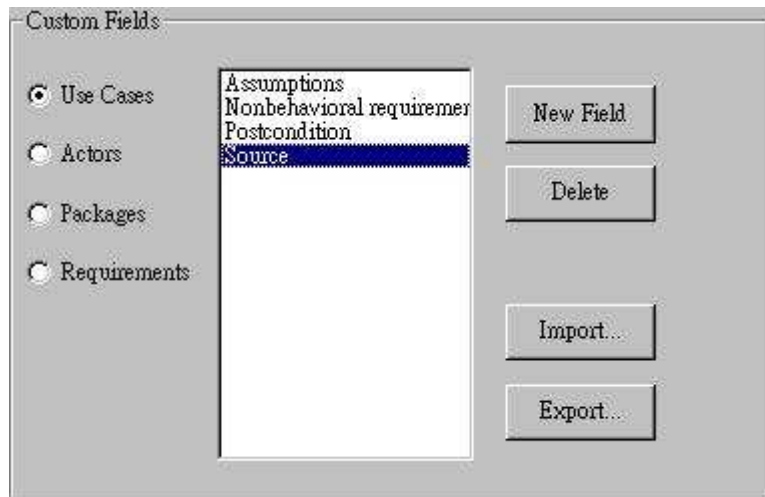 Custom Fields
Use Cases
Actors
Packages
Requirements
Assumptions
Nonbehavioral requiremer
Postcondition
Source
New Field
Delete
Import...
Export...